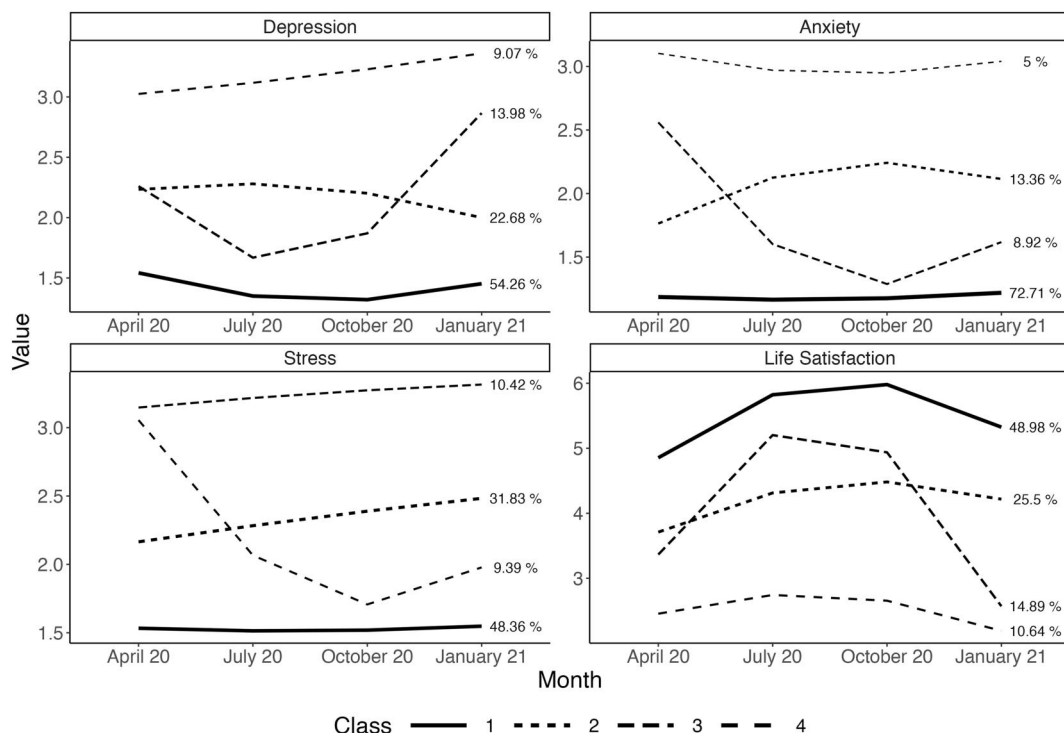 Depression
Anxiety
3.0
2.5
2.0
1.5
9.07 %
13.98 %
22.68 %
54.26 %
April 20 July 20 October 20 January 21
3.0
2.5
2.0
1.5
5 %
13.36 %
8.92 %
72.71 %
April 20 July 20 October 20 January 21
Value
Stress
Life Satisfaction
3.0
2.5
2.0
1.5
10.42 %
31.83 %
9.39 %
48.36 %
April 20 July 20 October 20 January 21
6
5
4
3
48.98 %
25.5 %
14.89 %
10.64 %
April 20 July 20 October 20 January 21
Month
Class 1 2 3 4